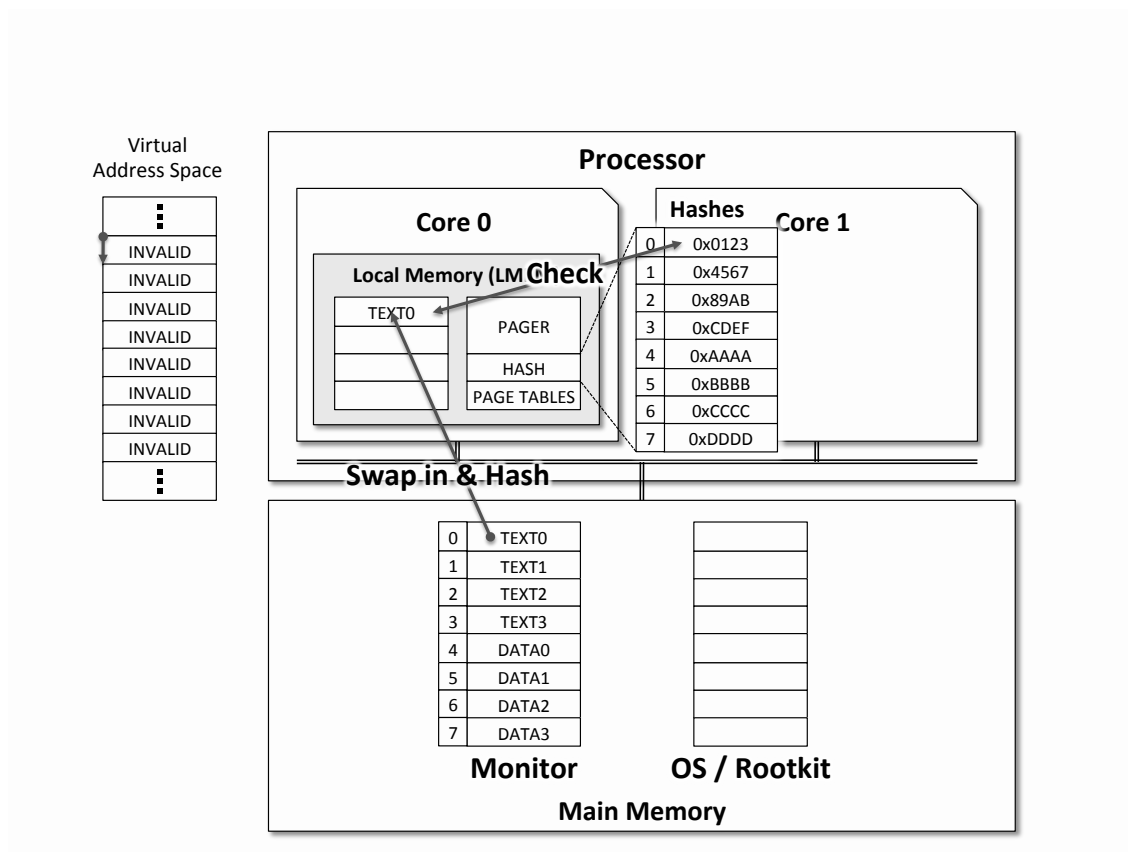 Virtual
Address Space
INVALID
INVALID
INVALID
INVALID
INVALID
INVALID
INVALID
INVALID
Processor
Core 0
Local Memory (LM
Check
TEXT0
PAGER
HASH
PAGE TABLES
Hashes
Core 1
0 0x0123
1 0x4567
2 0x89AB
3 0xCDEF
4 0xAAAA
5 0xBBBB
6 0xCCCC
7 0xDDDD
Swap in & Hash
0 TEXT0
1 TEXT1
2 TEXT2
3 TEXT3
4 DATA0
5 DATA1
6 DATA2
7 DATA3
Monitor
OS / Rootkit
Main Memory